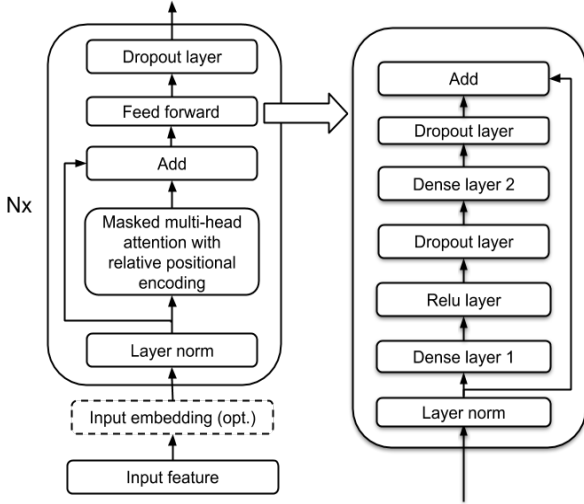 Dropout layer
Feed forward
Add
Nx
Masked multi-head
attention with
relative positional
encoding
Layer norm
Input embedding (opt.)
Input feature
Add
Dropout layer
Dense layer 2
Dropout layer
Relu layer
Dense layer 1
Layer norm